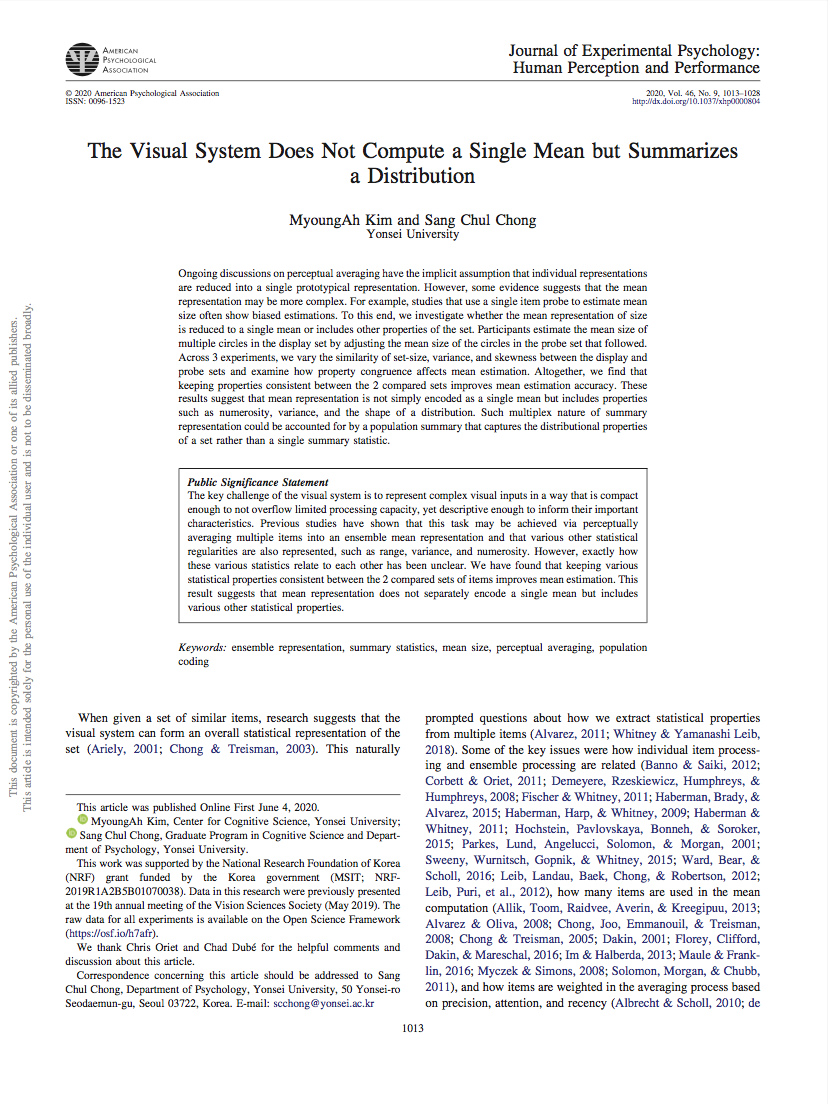 AMERICAN
PSYCHOLOGICAL
ASSOCIATION
Journal of Experimental Psychology:
Human Perception and Performance
© 2020 American Psychological Association
ISSN: 0096-1523
2020, Vol. 46, No. 9, 1013–1028
http://dx.doi.org/10.1037/xhp0000804
The Visual System Does Not Compute a Single Mean but Summarizes
a Distribution
MyoungAh Kim and Sang Chul Chong
Yonsei University
Ongoing discussions on perceptual averaging have the implicit assumption that individual representations
are reduced into a single prototypical representation. However, some evidence suggests that the mean
representation may be more complex. For example, studies that use a single item probe to estimate mean
size often show biased estimations. To this end, we investigate whether the mean representation of size
is reduced to a single mean or includes other properties of the set. Participants estimate the mean size of
multiple circles in the display set by adjusting the mean size of the circles in the probe set that followed.
Across 3 experiments, we vary the similarity of set-size, variance, and skewness between the display and
probe sets and examine how property congruence affects mean estimation. Altogether, we find that
keeping properties consistent between the 2 compared sets improves mean estimation accuracy. These
results suggest that mean representation is not simply encoded as a single mean but includes properties
such as numerosity, variance, and the shape of a distribution. Such multiplex nature of summary
representation could be accounted for by a population summary that captures the distributional properties
of a set rather than a single summary statistic.
Public Significance Statement
The key challenge of the visual system is to represent complex visual inputs in a way that is compact
enough to not overflow limited processing capacity, yet descriptive enough to inform their important
characteristics. Previous studies have shown that this task may be achieved via perceptually
averaging multiple items into an ensemble mean representation and that various other statistical
regularities are also represented, such as range, variance, and numerosity. However, exactly how
these various statistics relate to each other has been unclear. We have found that keeping various
statistical properties consistent between the 2 compared sets of items improves mean estimation. This
result suggests that mean representation does not separately encode a single mean but includes
various other statistical properties.
Keywords: ensemble representation, summary statistics, mean size, perceptual averaging, population
coding
When given a set of similar items, research suggests that the
visual system can form an overall statistical representation of the
set (Ariely, 2001; Chong & Treisman, 2003). This naturally
This article was published Online First June 4, 2020.
MyoungAh Kim, Center for Cognitive Science, Yonsei University;
Sang Chul Chong, Graduate Program in Cognitive Science and Depart-
ment of Psychology, Yonsei University.
This work was supported by the National Research Foundation of Korea
(NRF) grant funded by the Korea government (MSIT; NRF-
2019R1A2B5B01070038). Data in this research were previously presented
at the 19th annual meeting of the Vision Sciences Society (May 2019). The
raw data for all experiments is available on the Open Science Framework
(https://osf.io/h7afr).
We thank Chris Oriet and Chad Dubé for the helpful comments and
discussion about this article.
Correspondence concerning this article should be addressed to Sang
Chul Chong, Department of Psychology, Yonsei University, 50 Yonsei-ro
Seodaemun-gu, Seoul 03722, Korea. E-mail: scchong@yonsei.ac.kr
prompted questions about how we extract statistical properties
from multiple items (Alvarez, 2011; Whitney & Yamanashi Leib,
2018). Some of the key issues were how individual item process-
ing and ensemble processing are related (Banno & Saiki, 2012;
Corbett & Oriet, 2011; Demeyere, Rzeskiewicz, Humphreys, &
Humphreys, 2008; Fischer & Whitney, 2011; Haberman, Brady, &
Alvarez, 2015; Haberman, Harp, & Whitney, 2009; Haberman &
Whitney, 2011; Hochstein, Pavlovskaya, Bonneh, & Soroker,
2015; Parkes, Lund, Angelucci, Solomon, & Morgan, 2001;
Sweeny, Wurnitsch, Gopnik, & Whitney, 2015; Ward, Bear, &
Scholl, 2016; Leib, Landau, Baek, Chong, & Robertson, 2012;
Leib, Puri, et al., 2012), how many items are used in the mean
computation (Allik, Toom, Raidvee, Averin, & Kreegipuu, 2013;
Alvarez & Oliva, 2008; Chong, Joo, Emmanouil, & Treisman,
2008; Chong & Treisman, 2005; Dakin, 2001; Florey, Clifford,
Dakin, & Mareschal, 2016; Im & Halberda, 2013; Maule & Frank-
lin, 2016; Myczek & Simons, 2008; Solomon, Morgan, & Chubb,
2011), and how items are weighted in the averaging process based
on precision, attention, and recency (Albrecht & Scholl, 2010; de
1013
This document is copyrighted by the American Psychological Association or one of its allied publishers.
This article is intended solely for the personal use of the individual user and is not to be disseminated broadly.